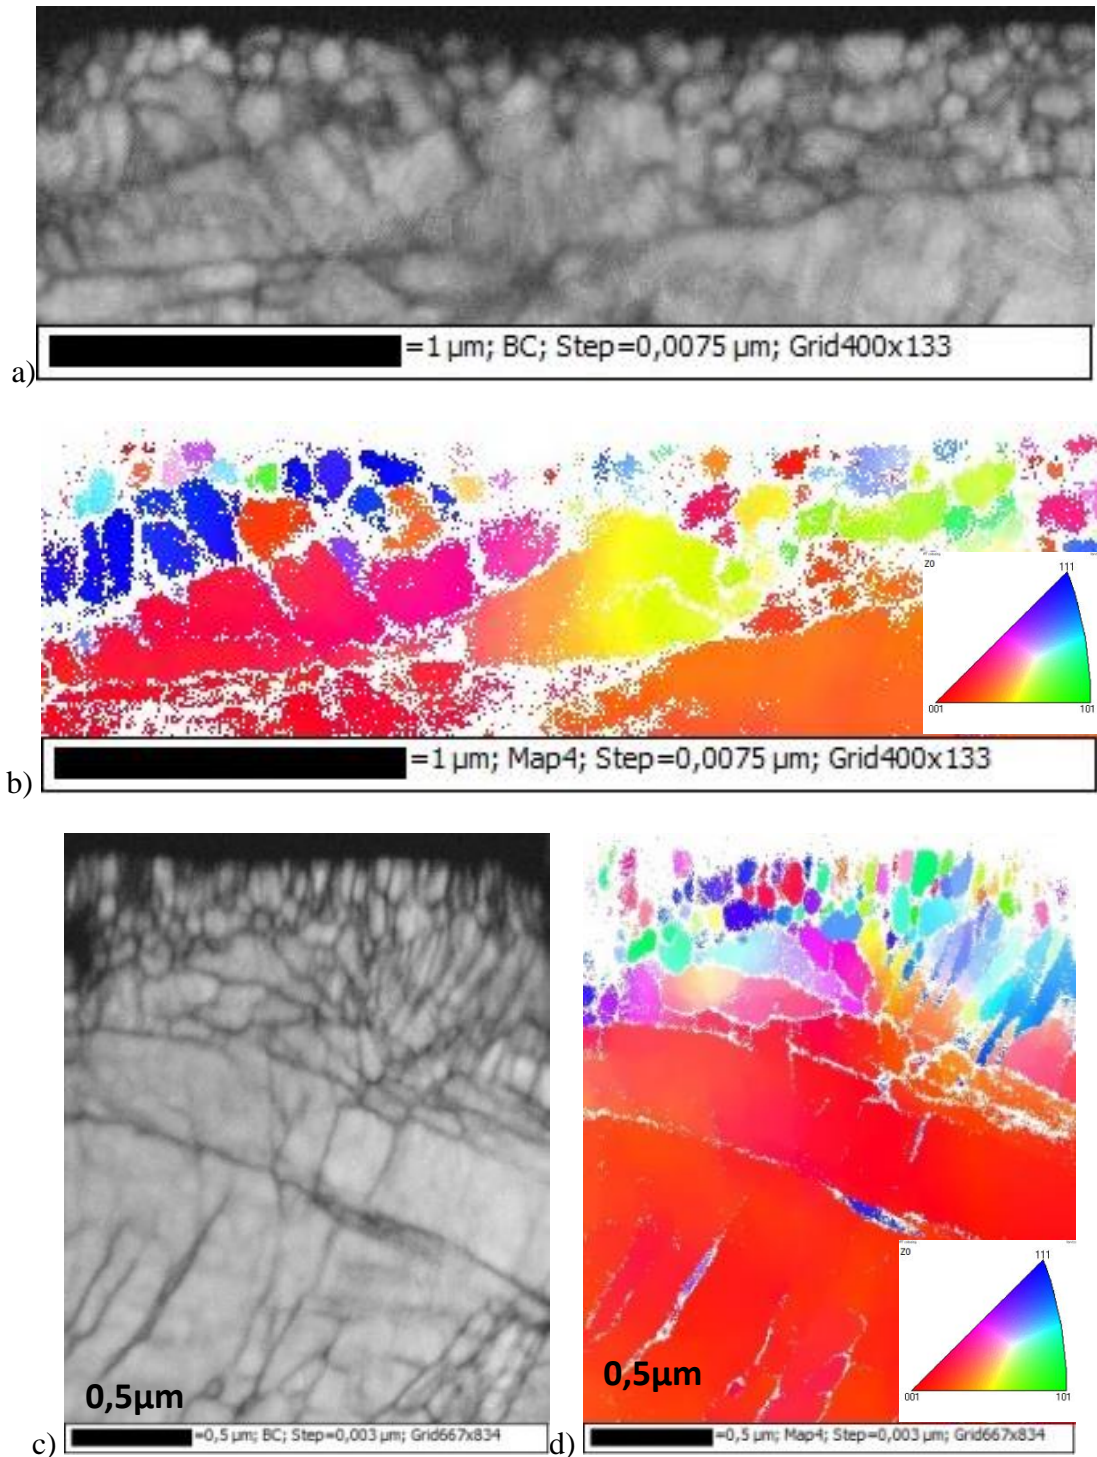 a)
=1 µm; BC; Step=0,0075 µm; Grid400x133
Z0
111
001
101
b)
=1 µm; Map4; Step=0,0075 µm; Grid400x133
Z0
111
001
101
0,5µm
0,5µm
c)
=0,5 µm; BC; Step=0,003 µm; Grid667x834
d)
=0,5 µm; Map4; Step=0,003 µm; Grid667x834